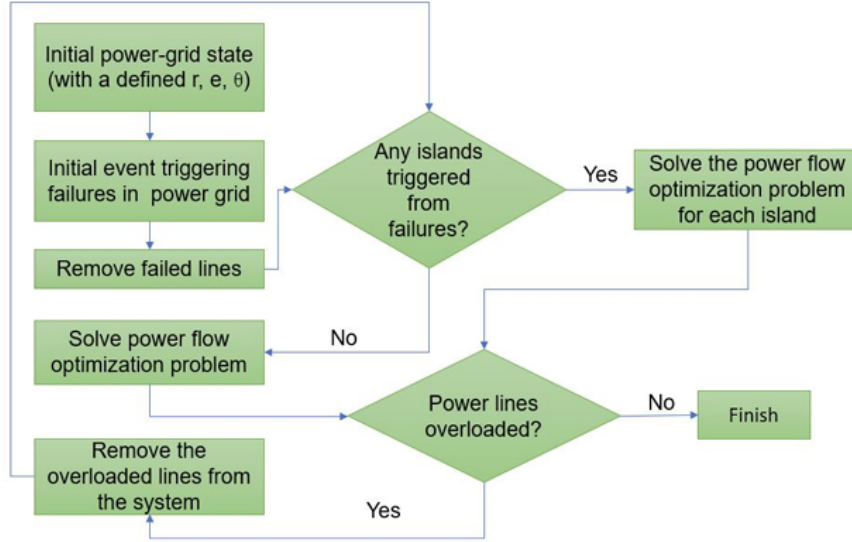 Initial power-grid state
(with a defined r, e, θ)
Initial event triggering
failures in power grid
Remove failed lines
Any islands
triggered
from
failures?
Yes
Solve the power flow
optimization problem
for each island
No
Solve power flow
optimization problem
Power lines
overloaded?
No
Finish
Remove the
overloaded lines from
the system
Yes